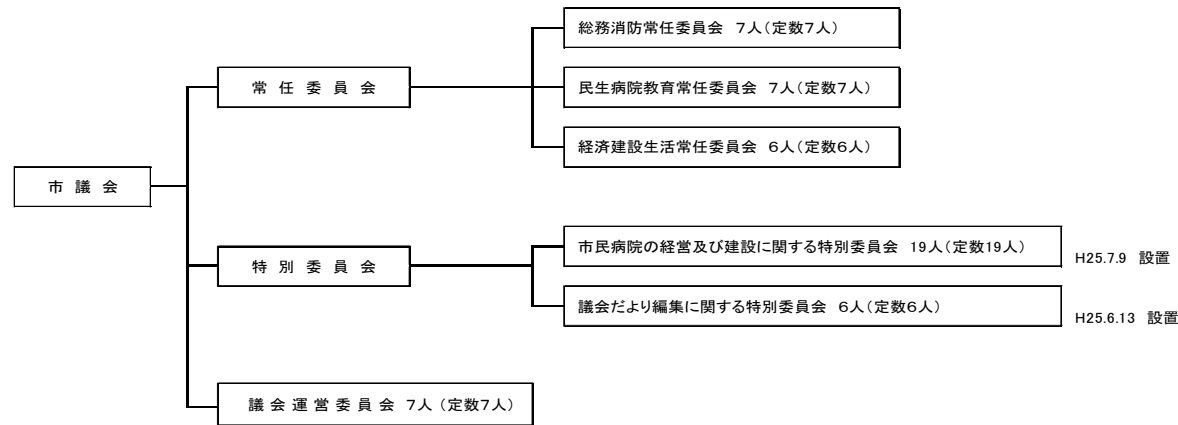 総務消防常任委員会 7人(定数7人)
常任委員会
民生病院教育常任委員会 7人(定数7人)
経済建設生活常任委員会 6人(定数6人)
市議会
市民病院の経営及び建設に関する特別委員会 19人(定数19人)
H25.7.9 設置
特別委員会
議会だより編集に関する特別委員会 6人(定数6人)
H25.6.13 設置
議会運営委員会 7人(定数7人)